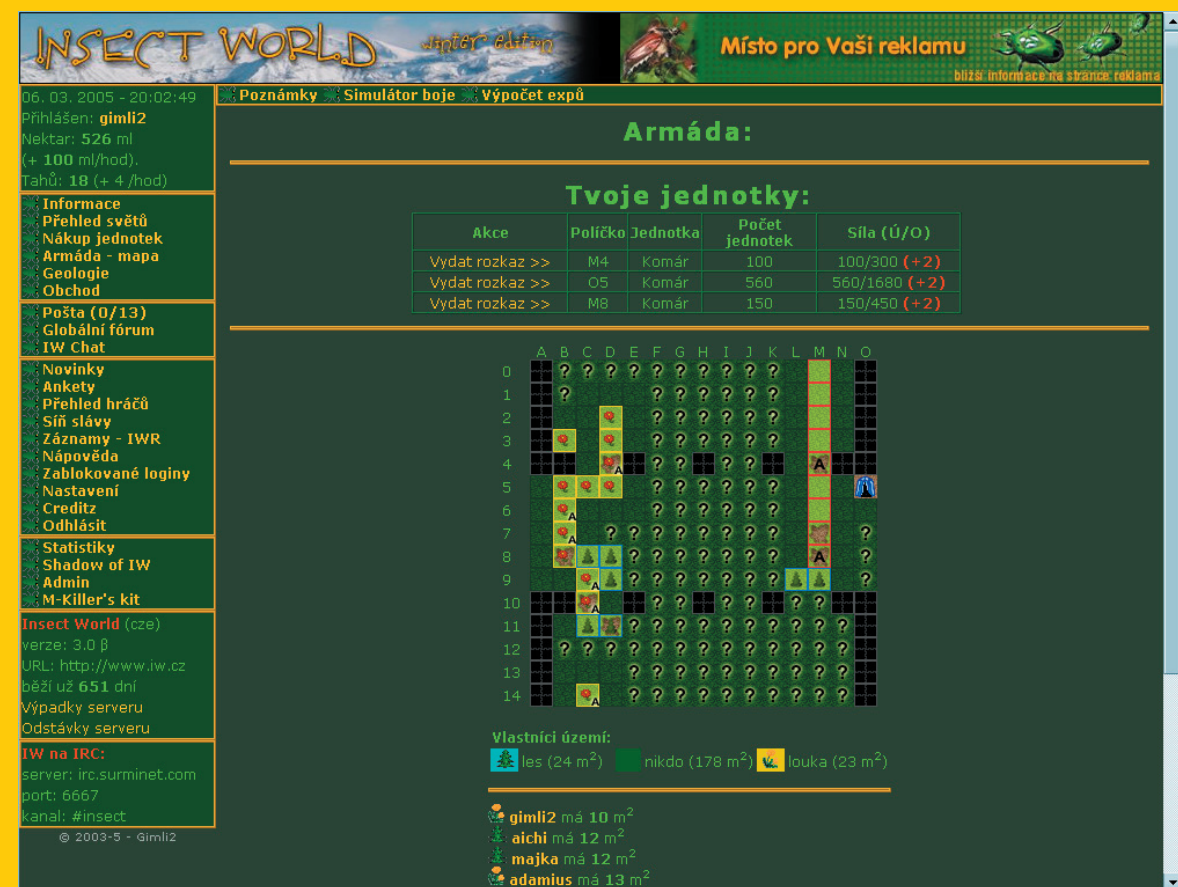 INSECT WORLD winter edition
Místo pro Vaši reklamu
bližší informace na strance reklama
06. 03. 2005 - 20:02:49
Přihlášen: gimli2
Nektar: 526 ml
(+ 100 ml/hod).
Tahů: 18 (+ 4 /hod)
Informace
Přehled světů
Nákup jednotek
Armáda - mapa
Geologie
Obchod
Pošta (0/13)
Globální fórum
IW Chat
Novinky
Ankety
Přehled hráčů
Síň slávy
Záznamy - IWR
Nápověda
Zablokované loginy
Nastavení
Creditz
Odhlásit
Statistiky
Shadow of IW
Admin
M-Killer's kit
Insect World (cze)
verze: 3.0 β
URL: http://www.iw.cz
běží už 651 dní
Výpadky serveru
Odstávky serveru
IW na IRC:
server: irc.surminet.com
port: 6667
kanal: #insect
© 2003-5 - Gimli2
Poznámky Simulátor boje Výpočet expů
Armáda:
Tvoje jednotky:
Akce Políčko Jednotka Počet jednotek Síla (Ú/O)
Vydat rozkaz >> M4 Komár 100 100/300 (+2)
Vydat rozkaz >> O5 Komár 560 560/1680 (+2)
Vydat rozkaz >> M8 Komár 150 150/450 (+2)
A B C D E F G H I J K L M N O
0 ? ? ? ? ? ? ? ? ? ?
1 ? ? ? ? ? ? ?
2 ? ? ? ? ? ?
3 ? ? ? ? ? ?
4 A ? ? ? ? A
5 ? ? ? ? ? ?
6 A ? ? ? ? ? ?
7 A ? ? ? ? ? ? ? ? ?
8 ? ? ? ? ? ? ? A ?
9 A ? ? ? ? ? ? ? ?
10 A ? ? ? ? ? ?
11 ? ? ? ? ? ? ? ? ? ?
12 ? ? ? ? ? ? ? ? ? ? ? ? ?
13 ? ? ? ? ? ? ? ? ? ?
14 A ? ? ? ? ? ? ? ? ? ?
Vlastníci území:
les (24 m²) nikdo (178 m²) louka (23 m²)
gimli2 má 10 m²
aichi má 12 m²
majka má 12 m²
adamius má 13 m²